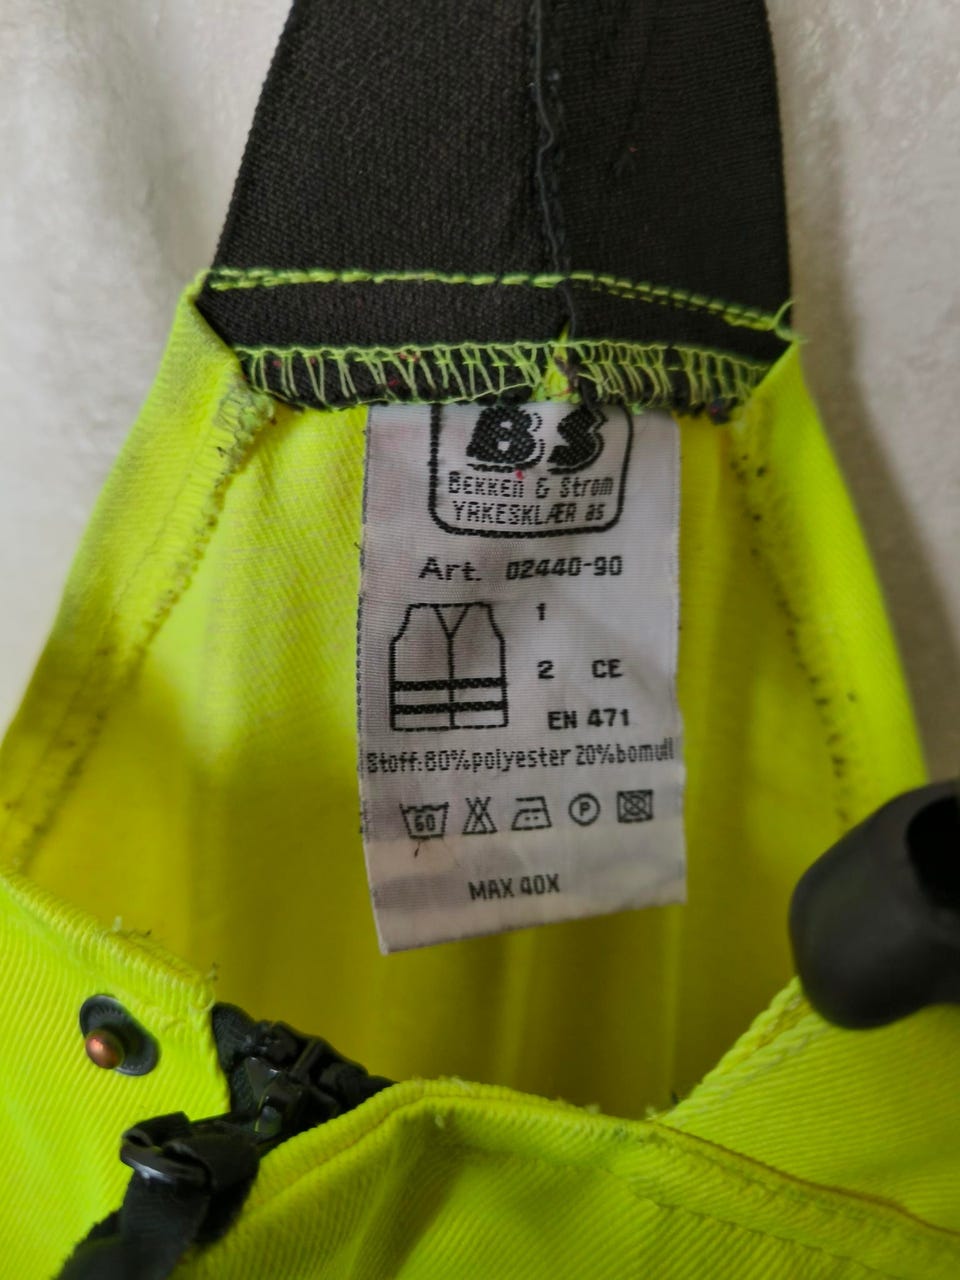 BS
BEKKEN & Strøm
YRKESKLÆR as
Art. 02440-90
1
2 CE
EN 471
Stoff:80%polyester 20%bomull
60
P
MAX 40X